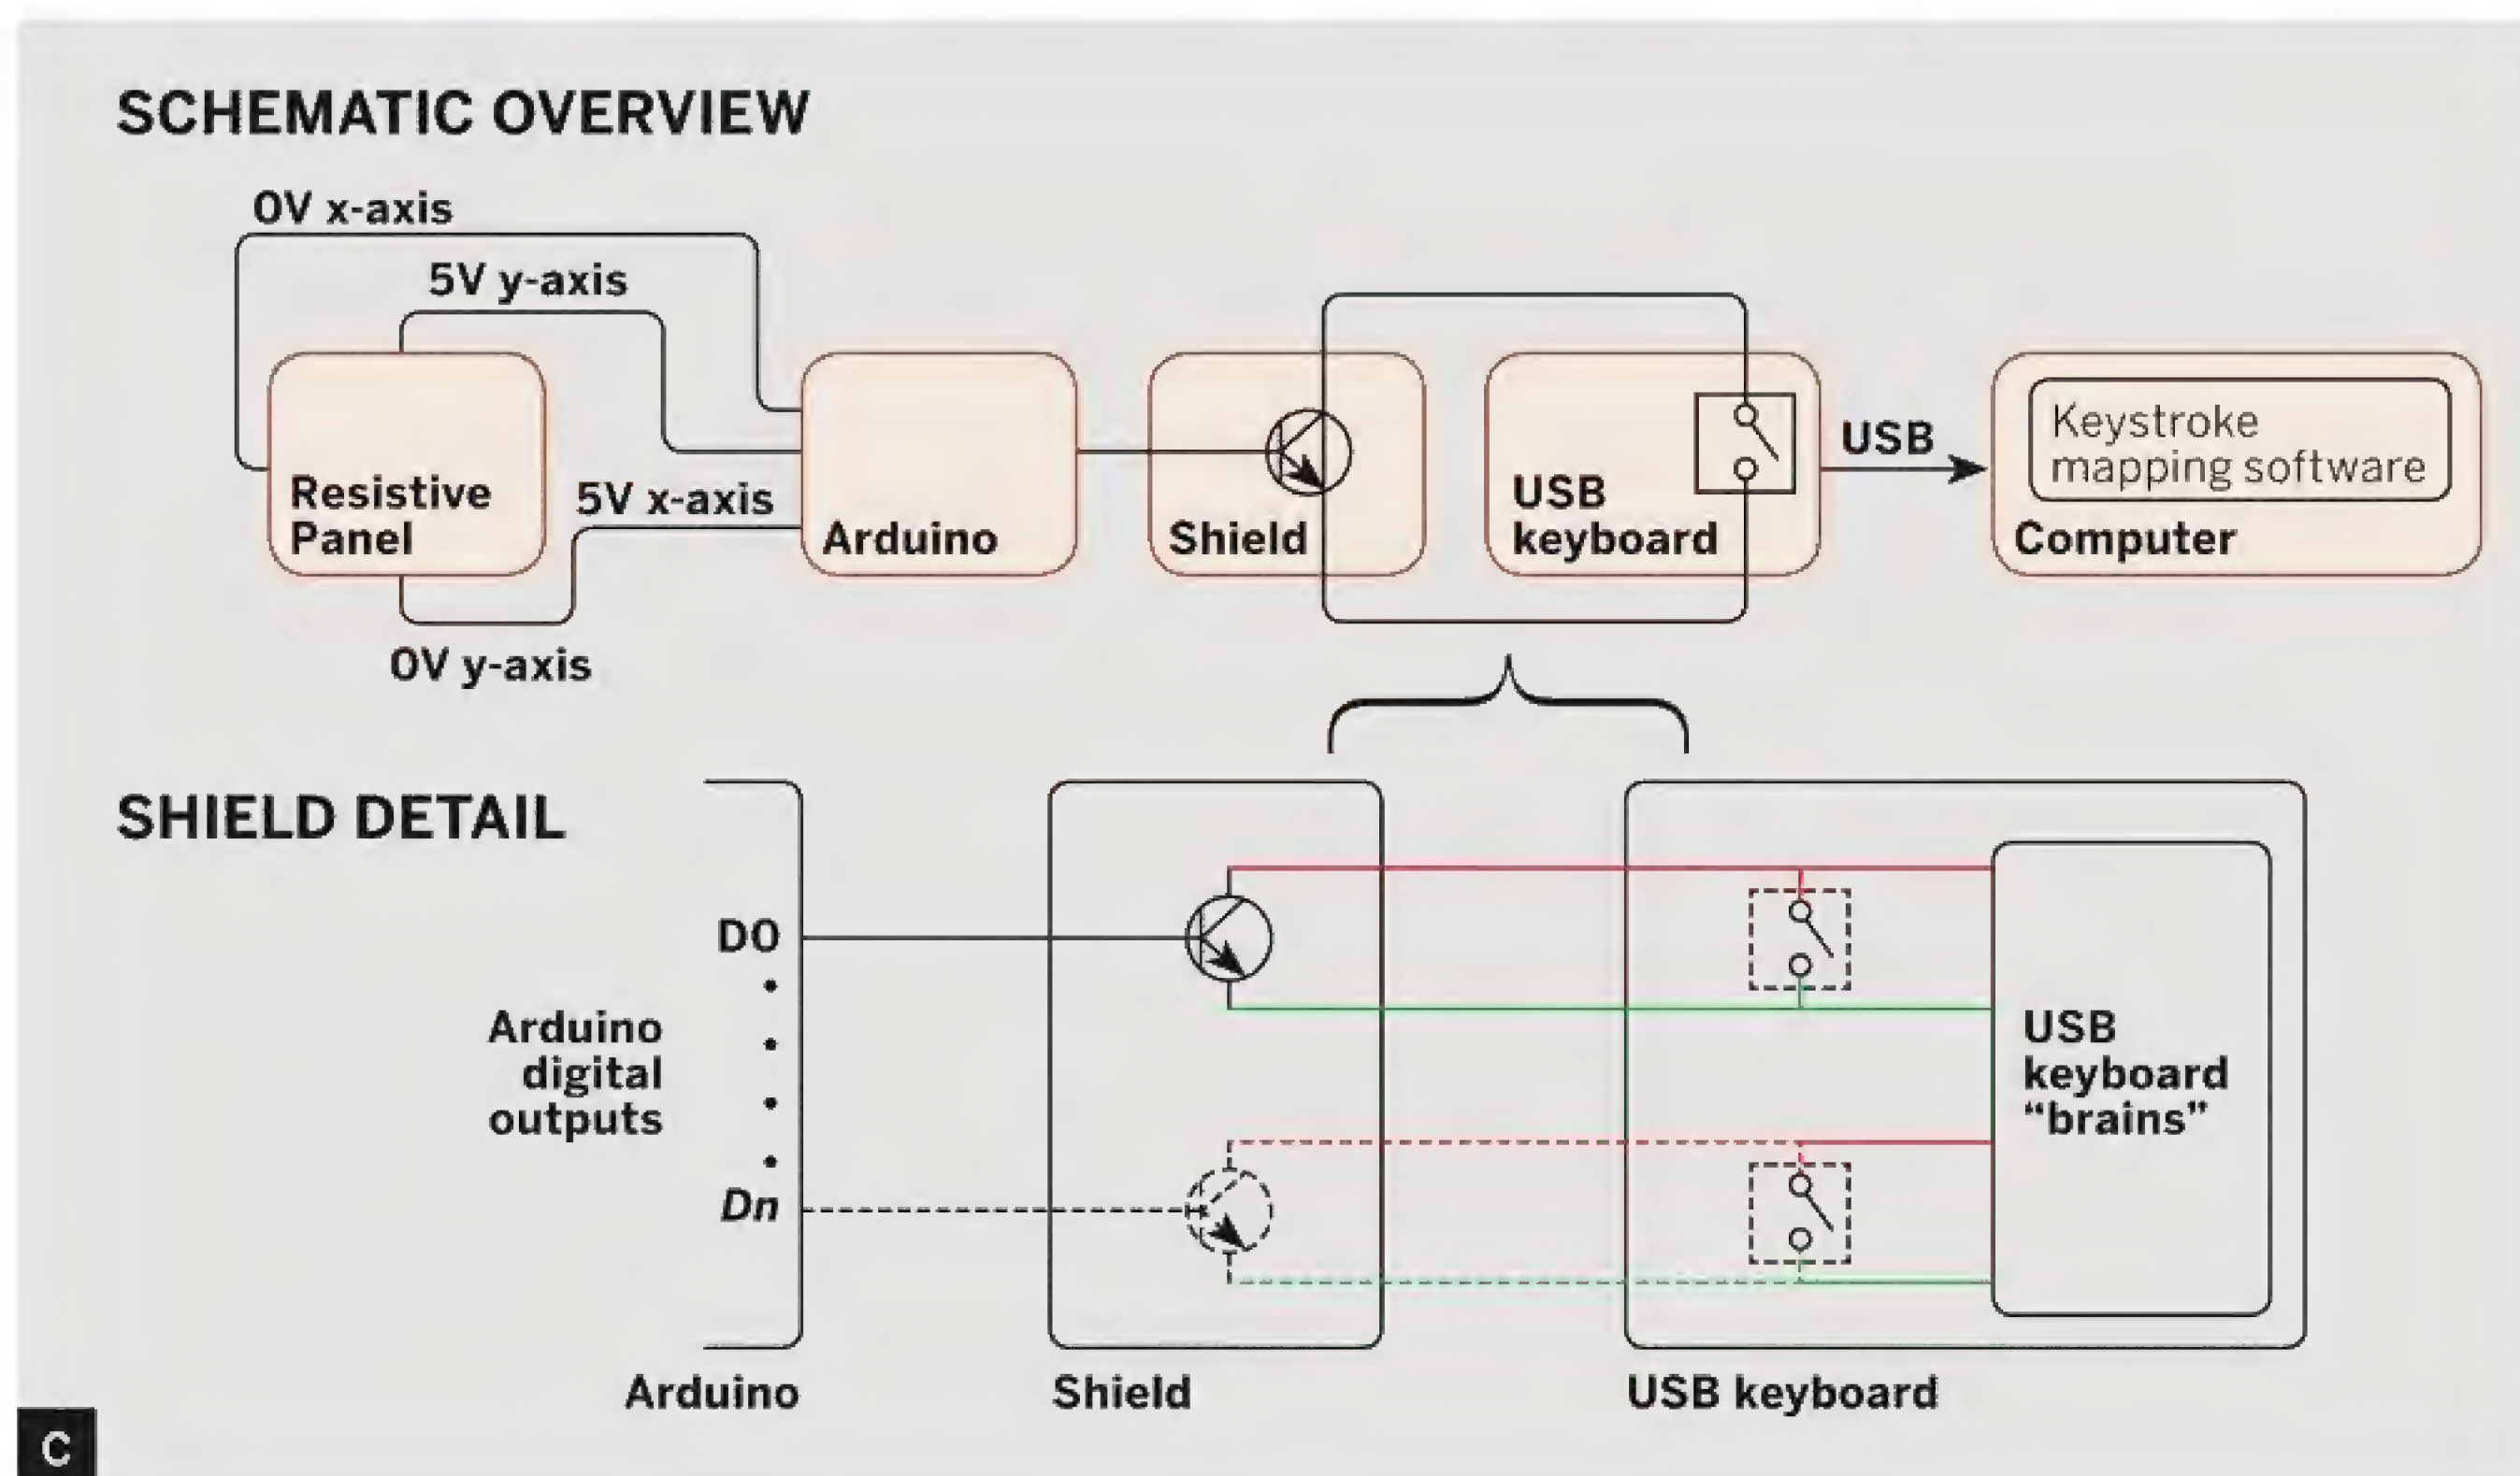 SCHEMATIC OVERVIEW
0V x-axis
5V y-axis
Resistive
Panel
5V x-axis
0V y-axis
Arduino
Shield
USB
keyboard
USB
Keystroke
mapping software
Computer
SHIELD DETAIL
D0
Arduino
digital
outputs
Dn
USB
keyboard
“brains”
Arduino
Shield
USB keyboard
C